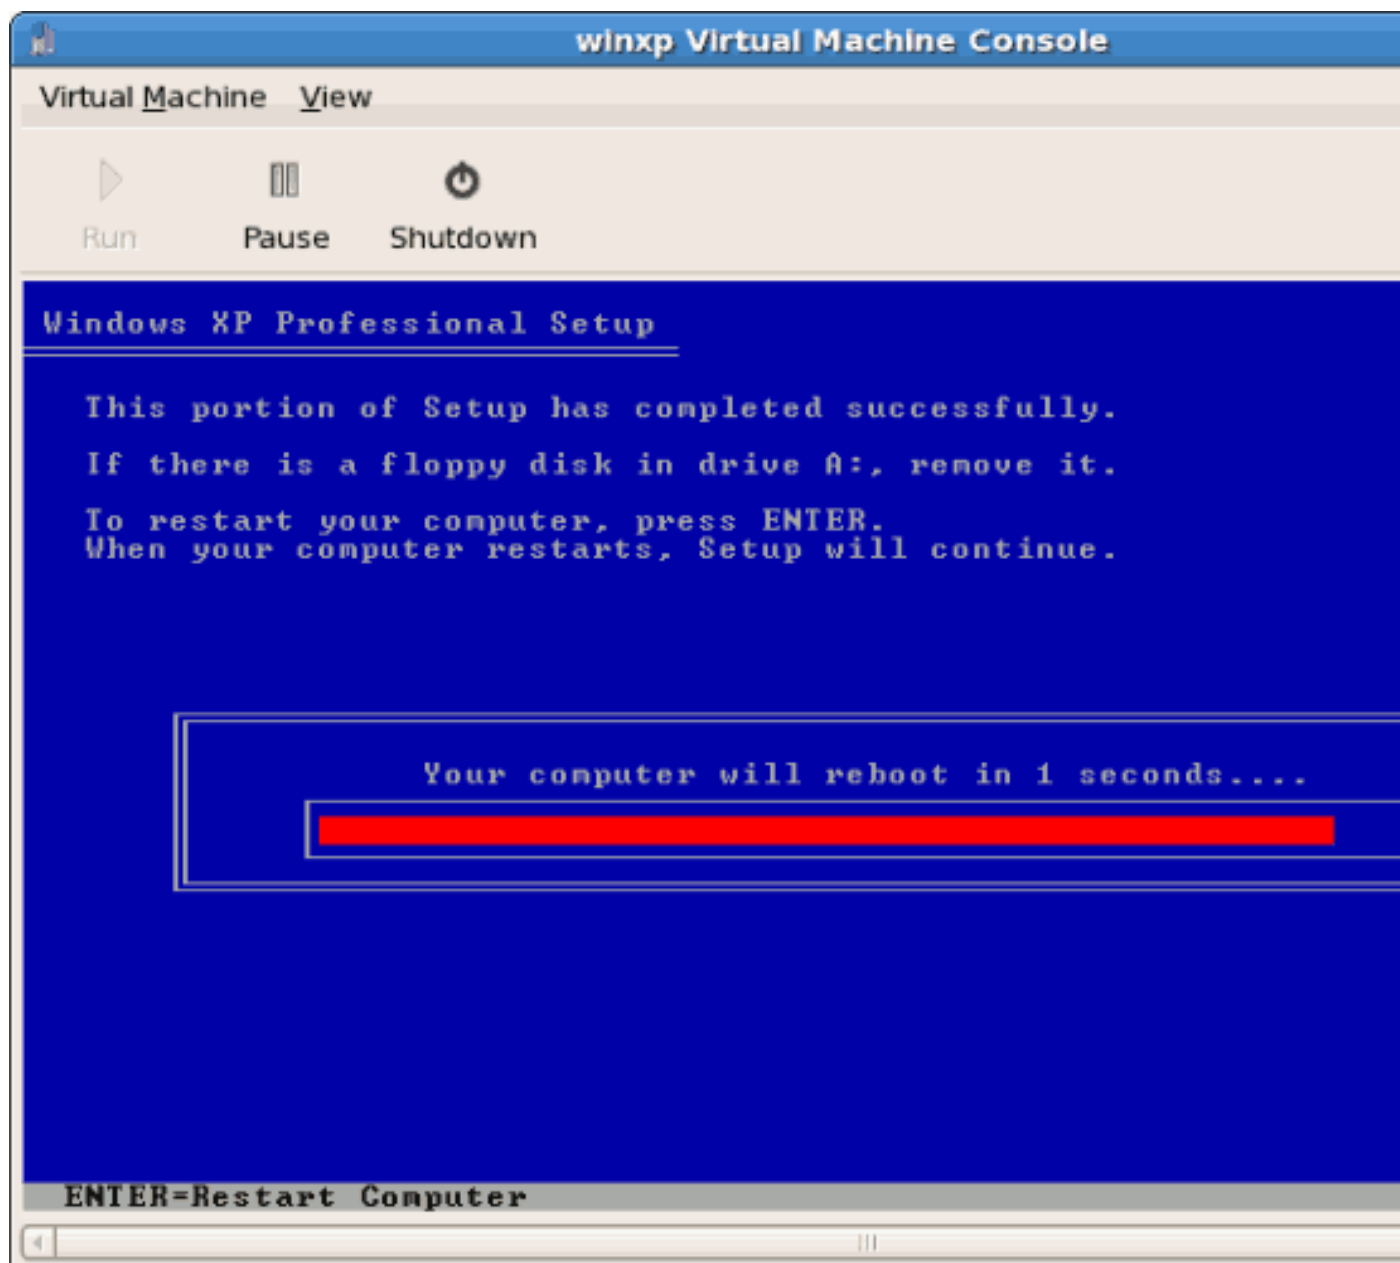 winxp Virtual Machine Console
Virtual Machine View
Run Pause Shutdown
Windows XP Professional Setup
This portion of Setup has completed successfully.
If there is a floppy disk in drive A:, remove it.
To restart your computer, press ENTER.
When your computer restarts, Setup will continue.
Your computer will reboot in 1 seconds....
ENTER=Restart Computer